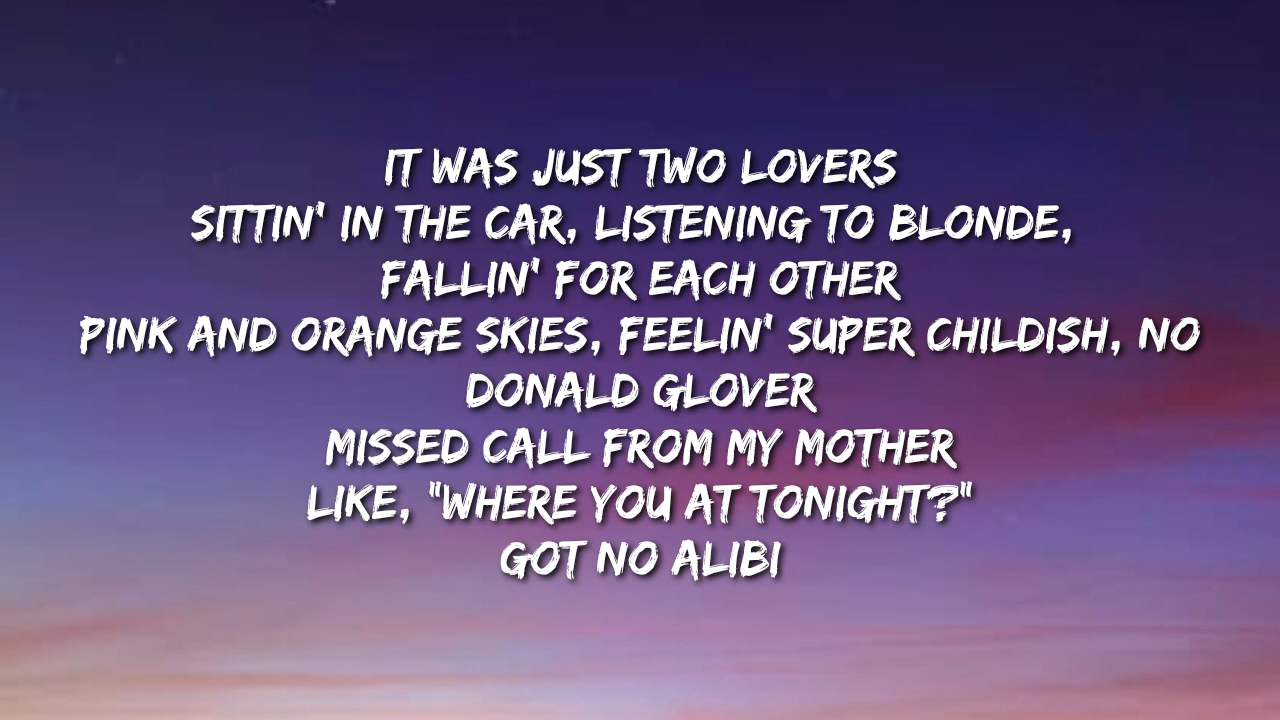 IT WAS JUST TWO LOVERS
SITTIN' IN THE CAR, LISTENING TO BLONDE,
FALLIN' FOR EACH OTHER
PINK AND ORANGE SKIES, FEELIN' SUPER CHILDISH, NO
DONALD GLOVER
MISSED CALL FROM MY MOTHER
LIKE, "WHERE YOU AT TONIGHT?"
GOT NO ALIBI